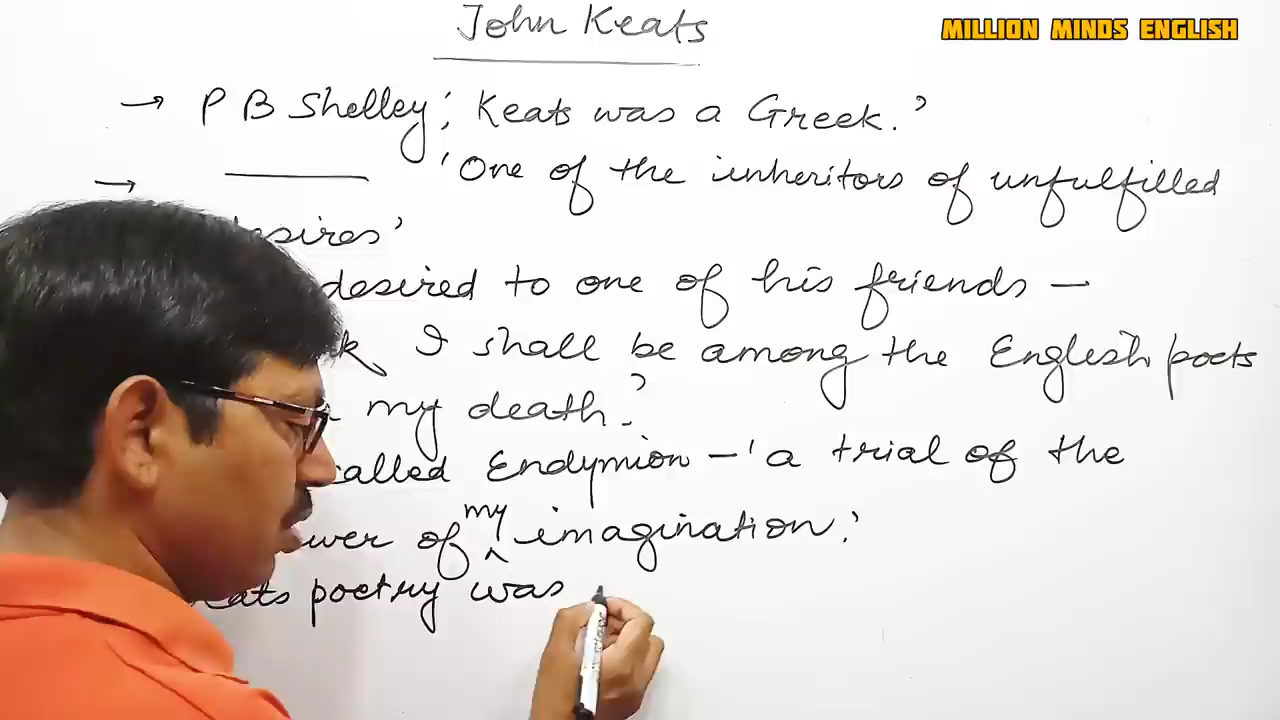 John Keats
MILLION MINDS ENGLISH
→ P B Shelley; 'Keats was a Greek.'
→ ———— 'One of the inheritors of unfulfilled
desires'
desired to one of his friends —
I shall be among the English poets
my death.'
called Endymion – 'a trial of the
of my imagination.'
poetry was